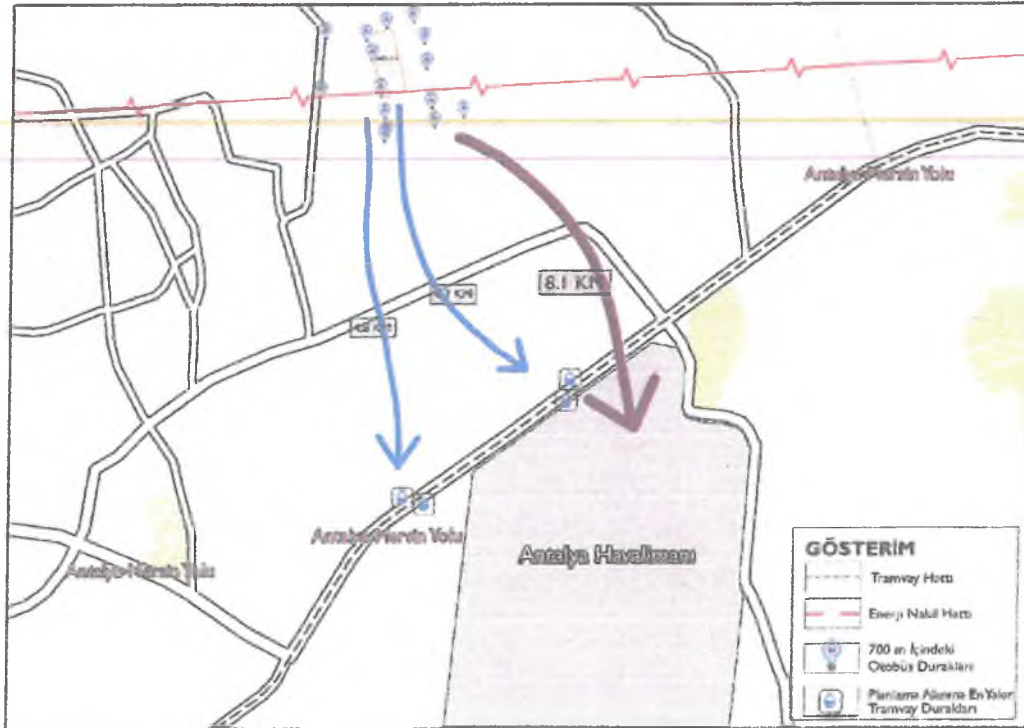 Antalya-Mersin Yolu
8.1 KM
Antalya-Mersin Yolu
Antalya Havalimanı
Antalya-Mersin Yolu
GÖSTERİM
Tramvay Hattı
Enerji Nakil Hattı
700 m İçindeki
Otobüs Durakları
Planlama Alanına En Yakın
Tramvay Durakları